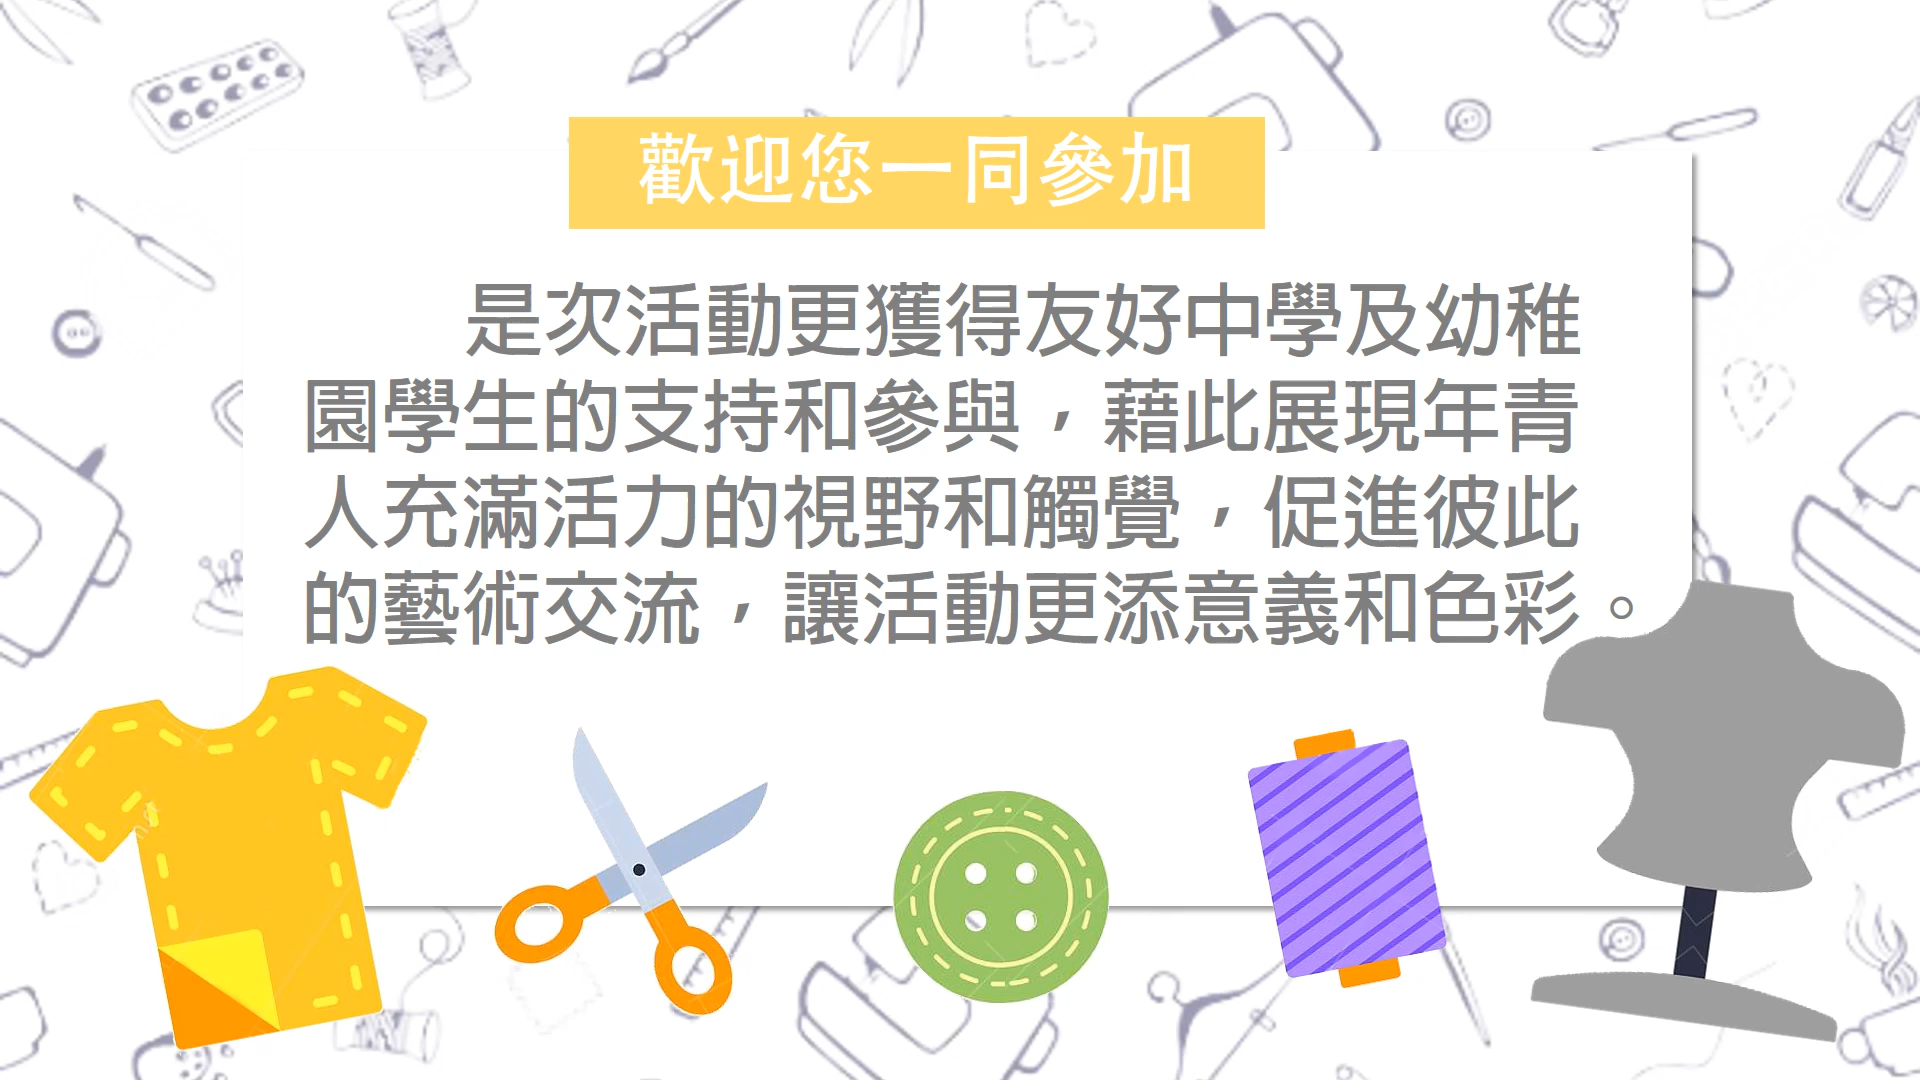 歡迎您一同參加
是次活動更獲得友好中學及幼稚
園學生的支持和參與，藉此展現年青
人充滿活力的視野和觸覺，促進彼此
的藝術交流，讓活動更添意義和色彩。